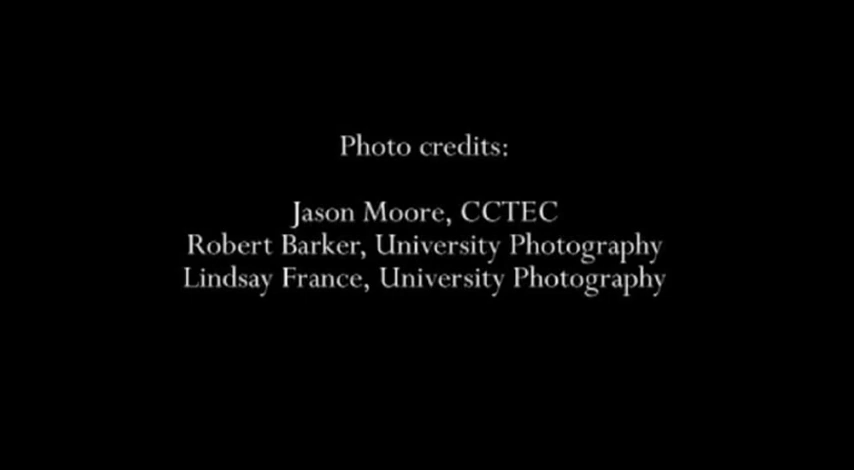 Photo credits:
Jason Moore, CCTEC
Robert Barker, University Photography
Lindsay France, University Photography